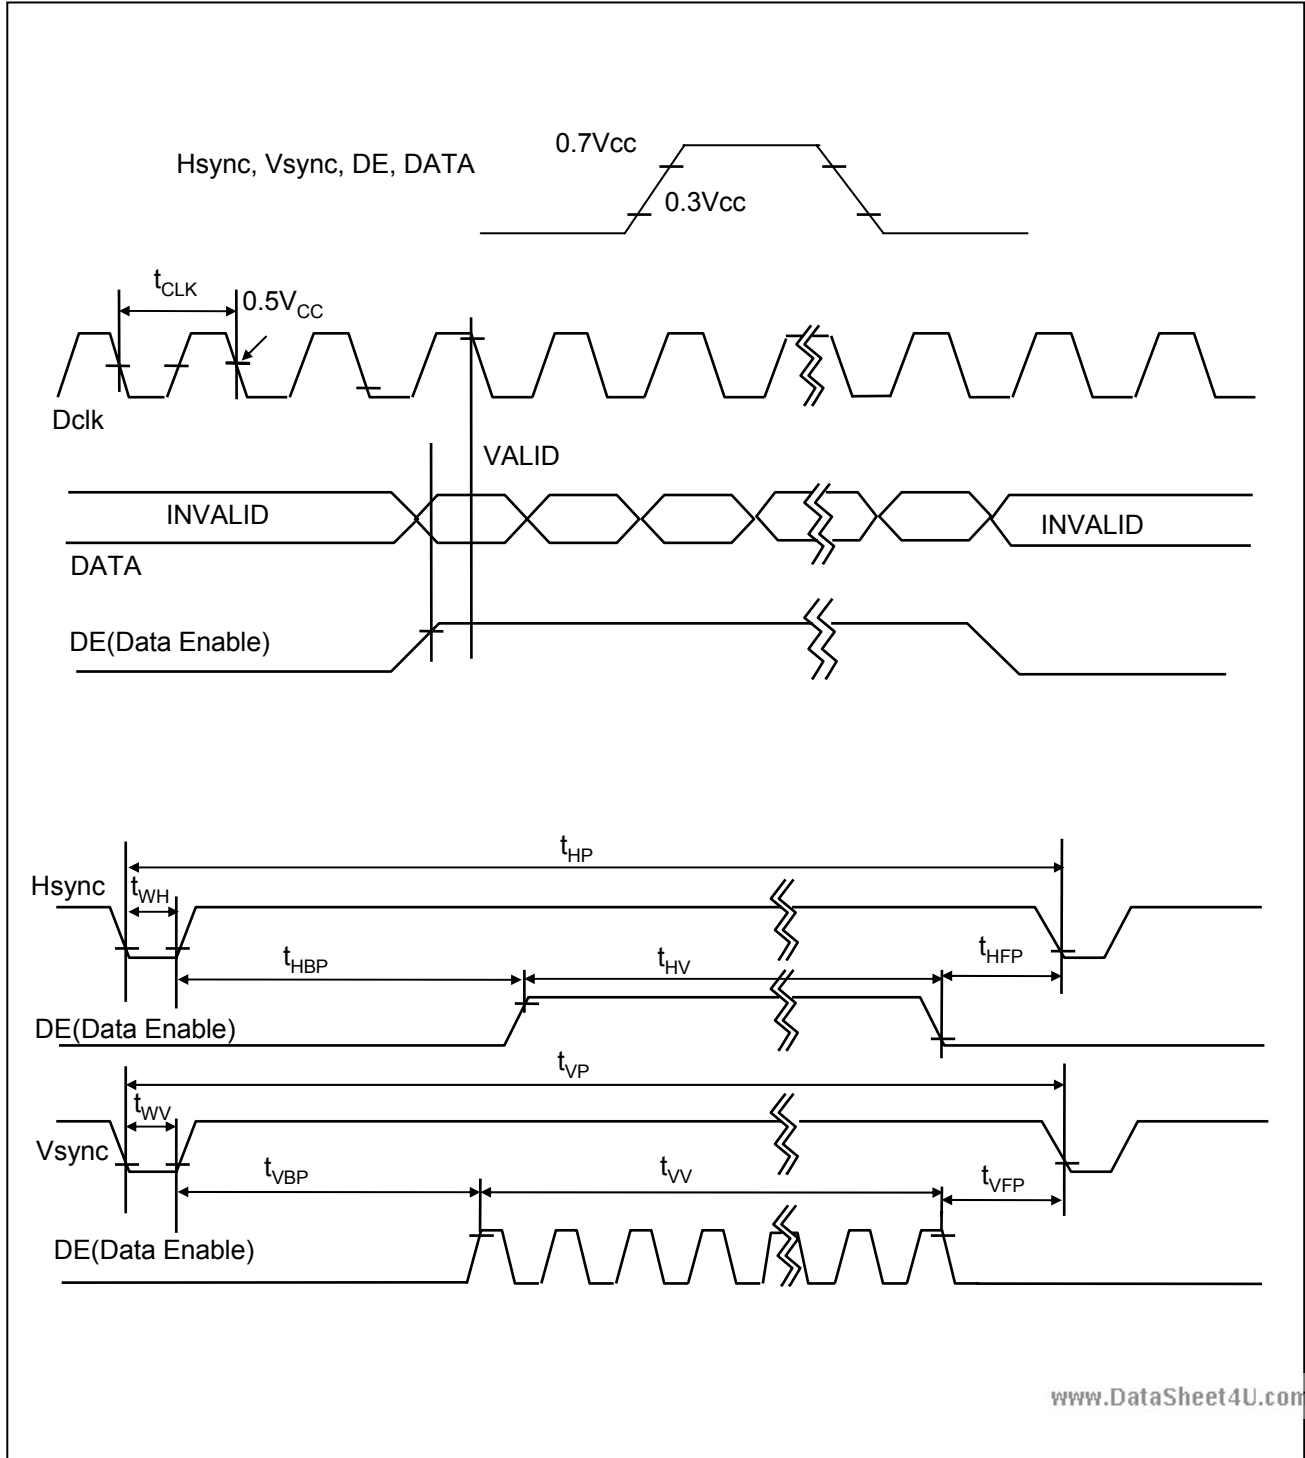 0.7Vcc
Hsync, Vsync, DE, DATA
0.3Vcc
tCLK
0.5VCC
Dclk
VALID
INVALID
INVALID
DATA
DE(Data Enable)
tHP
Hsync
tWH
tHBP
tHV
tHFP
DE(Data Enable)
tVP
tWV
Vsync
tVBP
tVV
tVFP
DE(Data Enable)
www.DataSheet4U.com